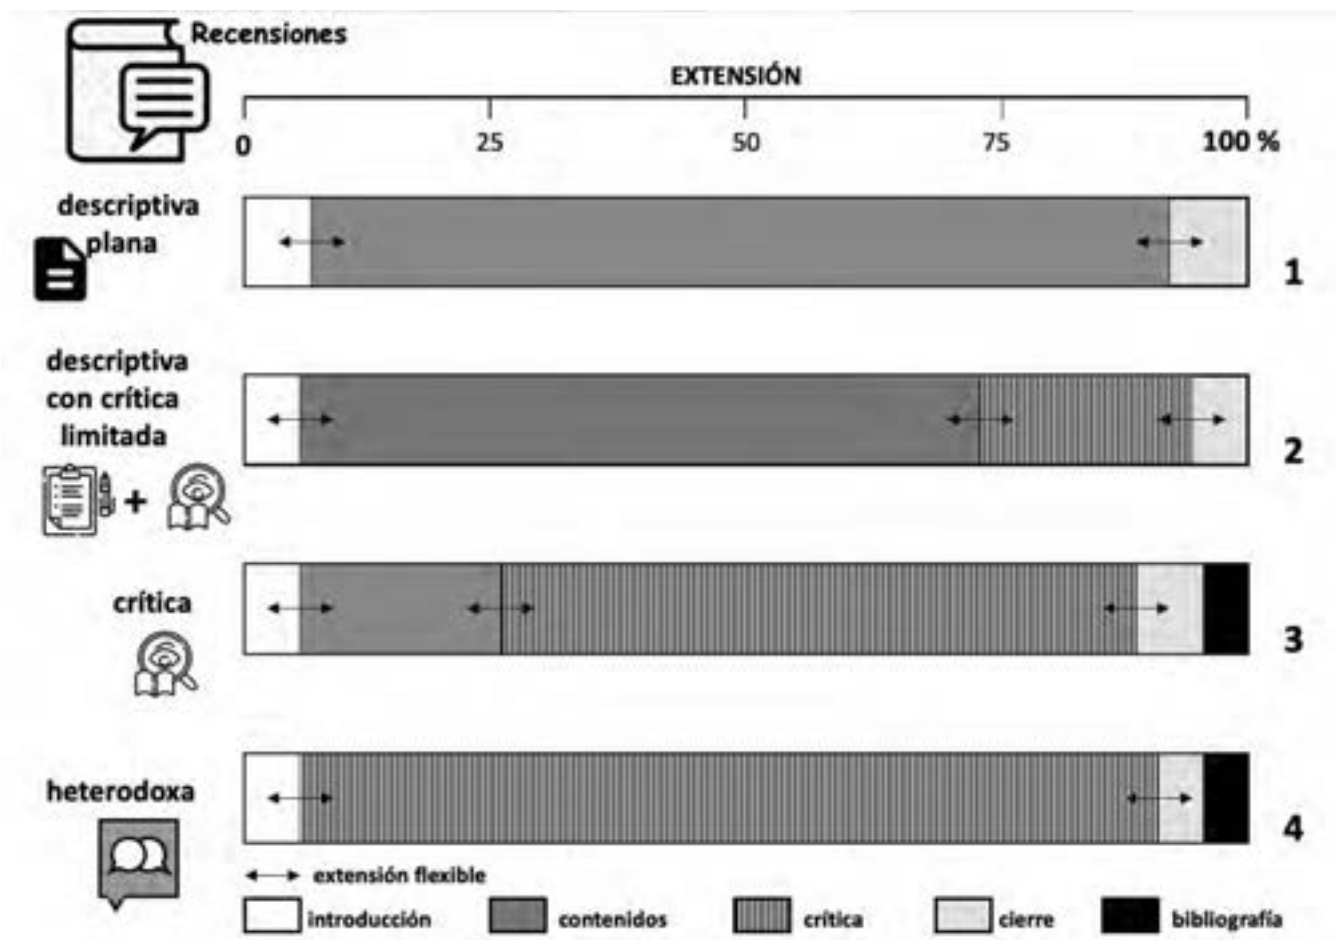 Recensiones
EXTENSIÓN
0 25 50 75 100 %
descriptiva
plana
1
descriptiva
con crítica
limitada
+
2
crítica
3
heterodoxa
4
extensión flexible
introducción contenidos crítica cierre bibliografía